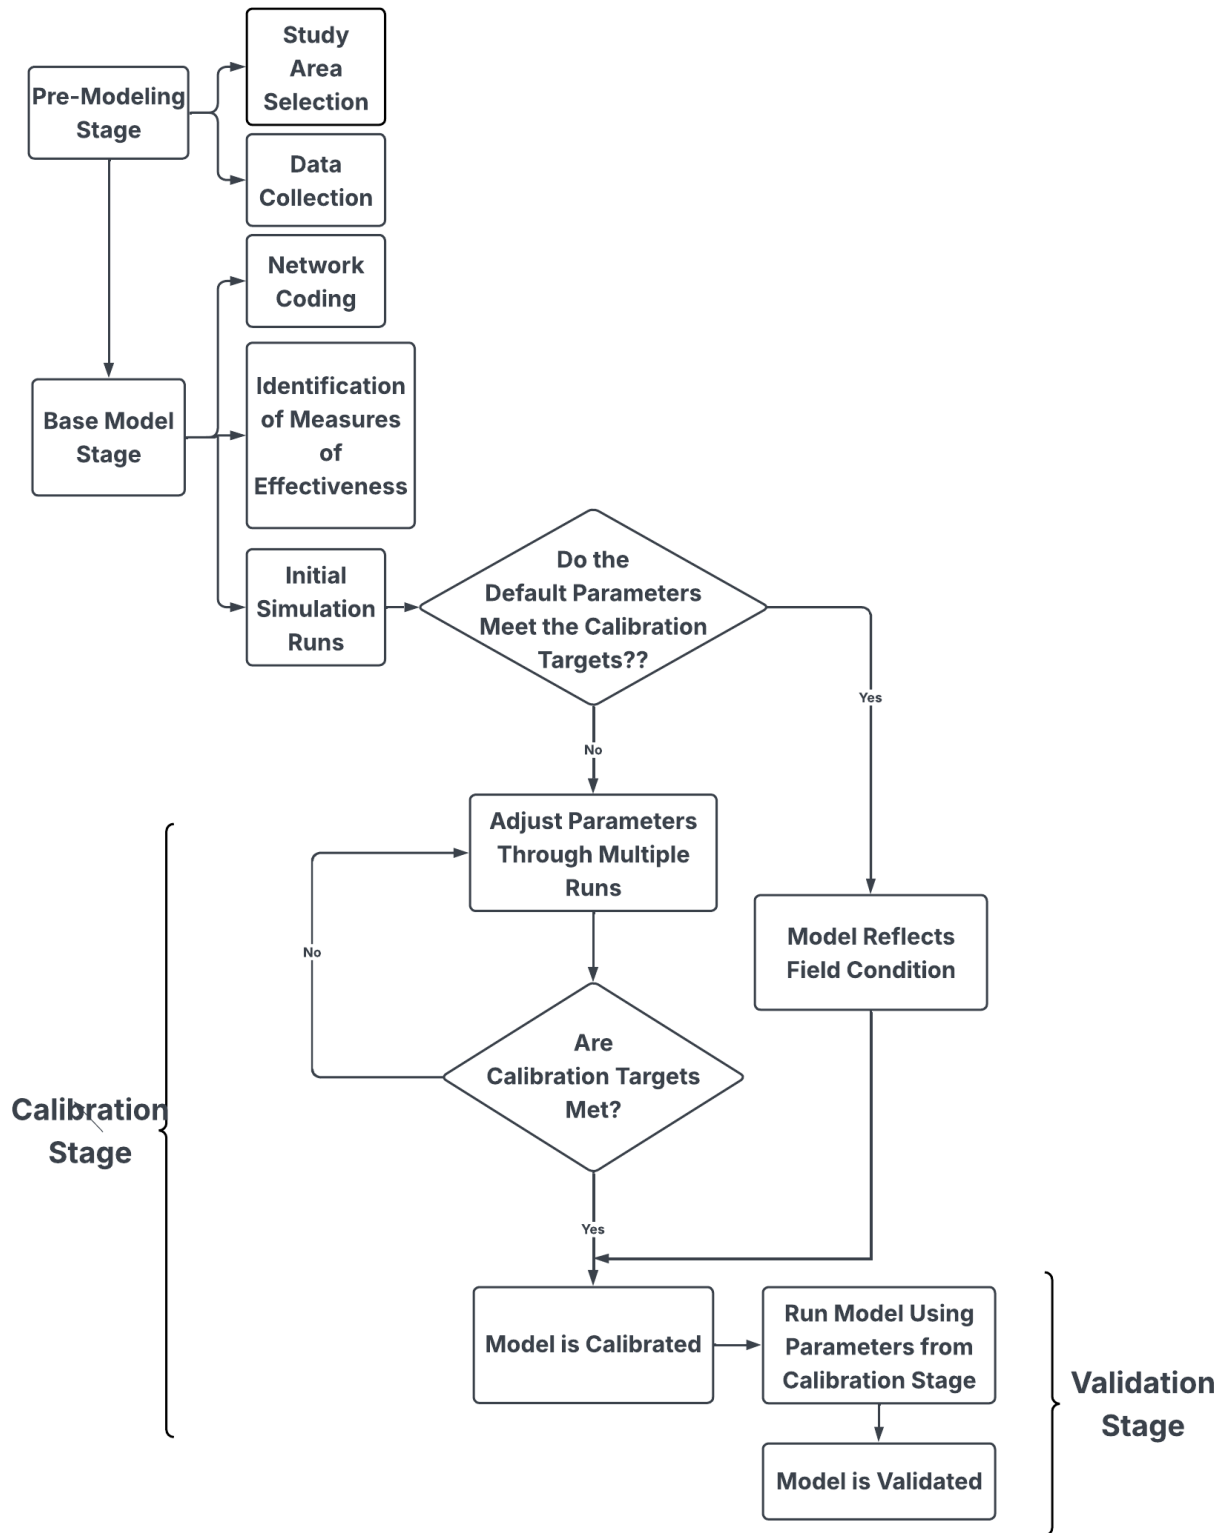 Study
Area
Selection
Pre-Modeling
Stage
Data
Collection
Network
Coding
Identification
of Measures
of
Effectiveness
Base Model
Stage
Initial
Simulation
Runs
Do the
Default Parameters
Meet the Calibration
Targets??
Yes
No
Adjust Parameters
Through Multiple
Runs
No
Model Reflects
Field Condition
Are
Calibration Targets
Met?
Calibration
Stage
Yes
Model is Calibrated
Run Model Using
Parameters from
Calibration Stage
Validation
Stage
Model is Validated